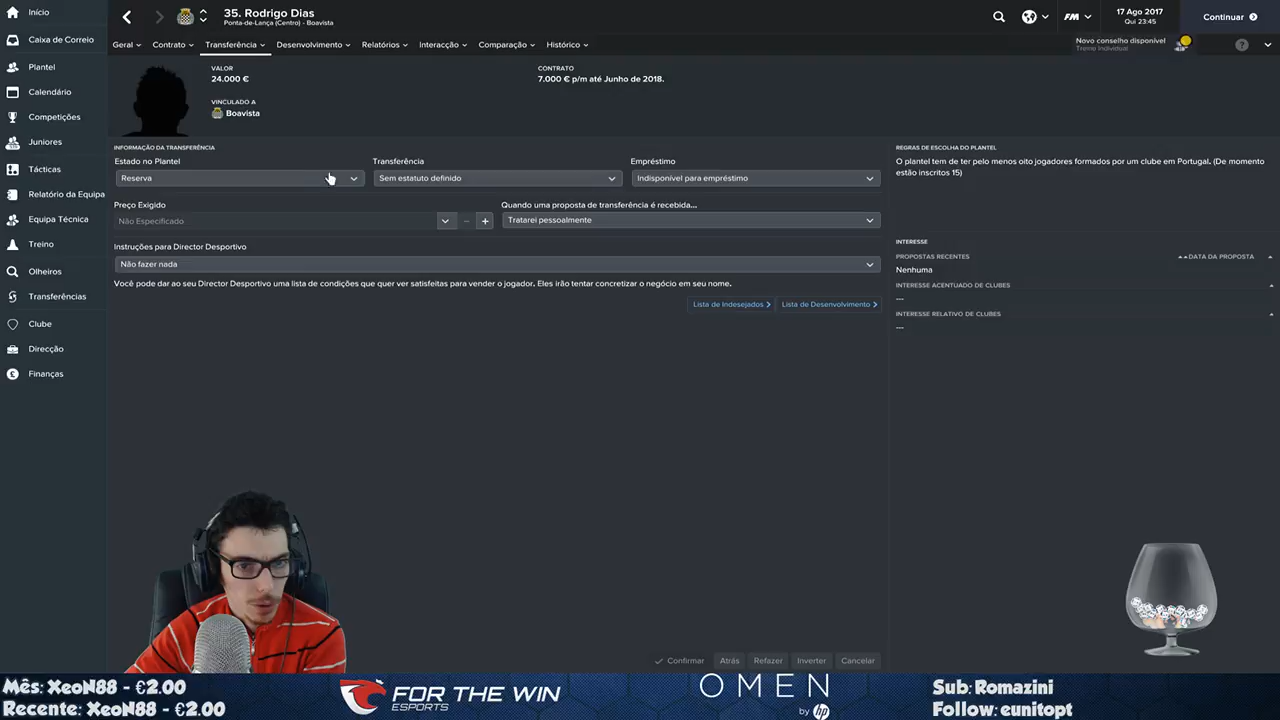 Início
35. Rodrigo Dias
Ponta-de-Lança (Centro) - Boavista
FM
17 Ago 2017
Qui 23:45
Continuar
Caixa de Correio
Geral
Contrato
Transferência
Desenvolvimento
Relatórios
Interacção
Comparação
Histórico
Novo conselho disponível
Treino Individual
?
Plantel
Calendário
Competições
Juniores
Tácticas
Relatório da Equipa
Equipa Técnica
Treino
Olheiros
Transferências
Clube
Direcção
Finanças
VALOR
24.000 €
VINCULADO A
Boavista
CONTRATO
7.000 € p/m até Junho de 2018.
INFORMAÇÃO DA TRANSFERÊNCIA
Estado no Plantel
Transferência
Empréstimo
Reserva
Sem estatuto definido
Indisponível para empréstimo
Preço Exigido
Quando uma proposta de transferência é recebida...
Não Especificado
Tratarei pessoalmente
Instruções para Director Desportivo
Não fazer nada
Você pode dar ao seu Director Desportivo uma lista de condições que quer ver satisfeitas para vender o jogador. Eles irão tentar concretizar o negócio em seu nome.
Lista de Indesejados
Lista de Desenvolvimento
REGRAS DE ESCOLHA DO PLANTEL
O plantel tem de ter pelo menos oito jogadores formados por um clube em Portugal. (De momento
estão inscritos 15)
INTERESSE
PROPOSTAS RECENTES
DATA DA PROPOSTA
Nenhuma
INTERESSE ACENTUADO DE CLUBES
---
INTERESSE RELATIVO DE CLUBES
---
Confirmar
Atrás
Refazer
Inverter
Cancelar
Mês: XeoN88 - €2.00
Recente: XeoN88 - €2.00
FOR THE WIN
ESPORTS
OMEN
by hp
Sub: Romazini
Follow: eunitopt